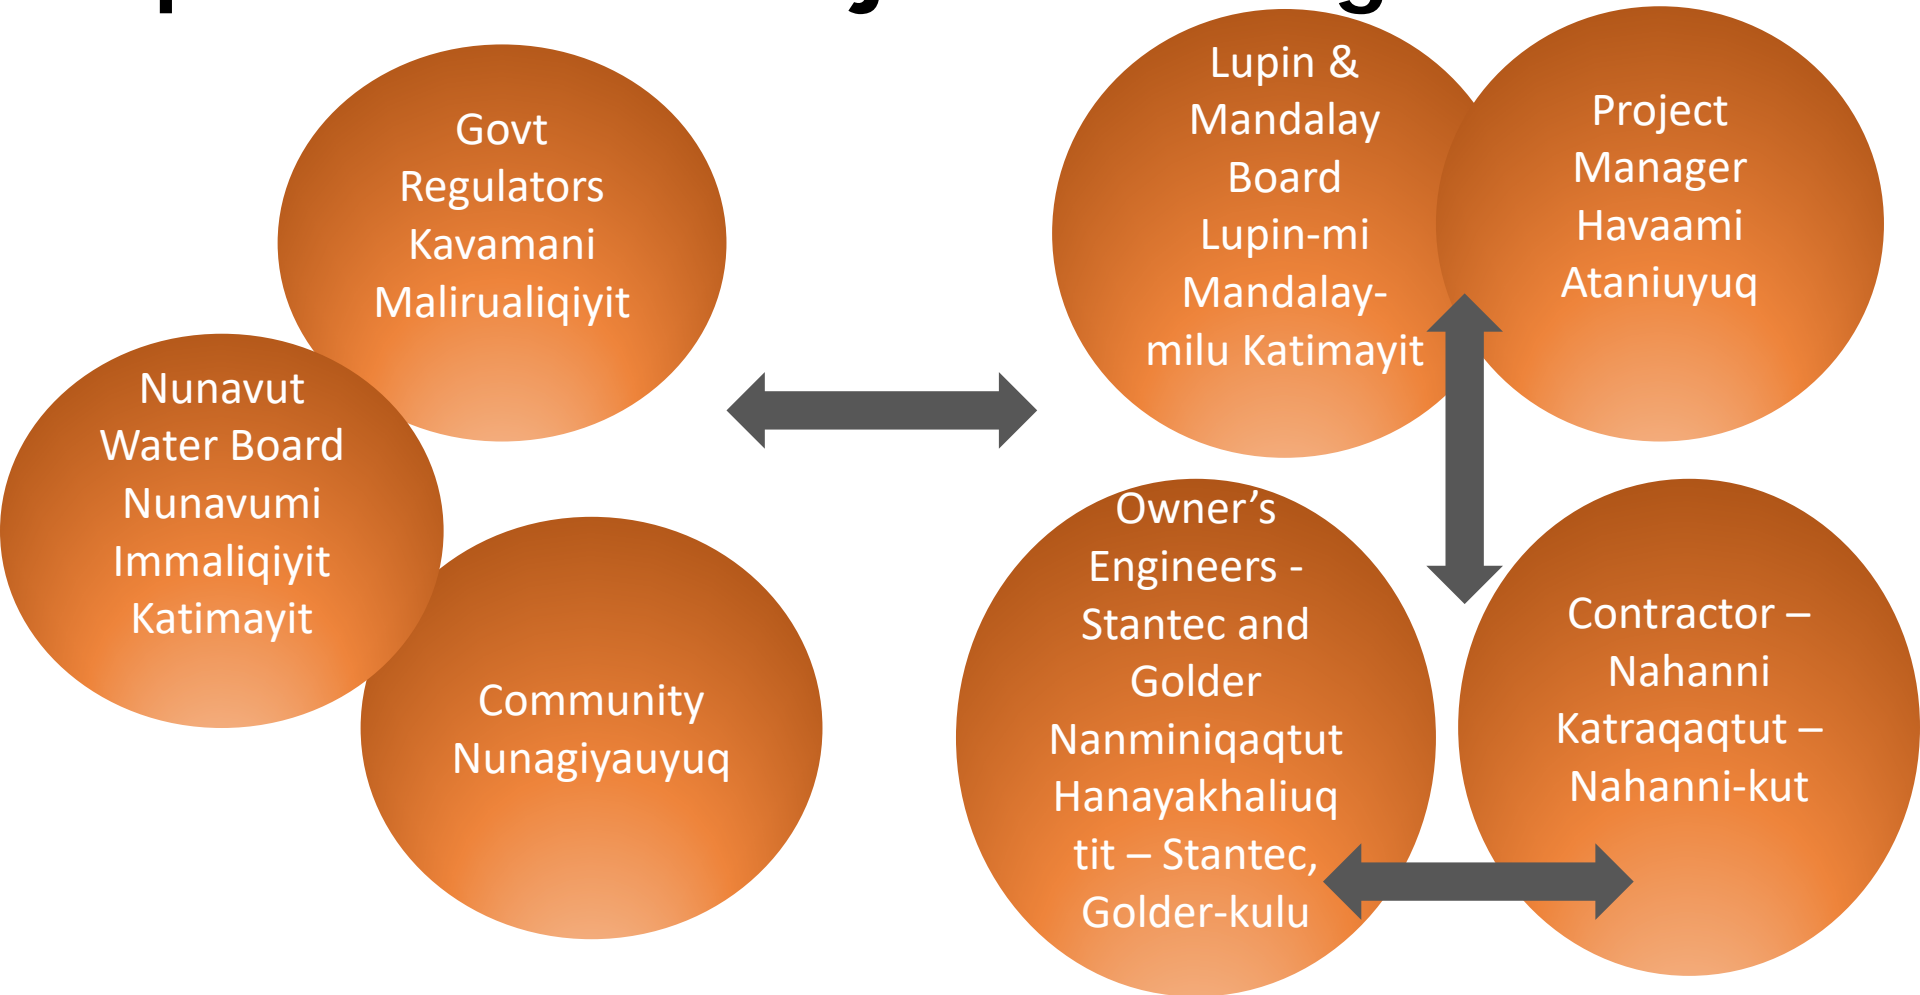 Govt
Regulators
Kavamani
Malirualiqiyit
Nunavut
Water Board
Nunavumi
Immaliqiyit
Katimayit
Community
Nunagiyauyuq
Lupin &
Mandalay
Board
Lupin-mi
Mandalay-
milu Katimayit
Project
Manager
Havaami
Ataniuyuq
Owner’s
Engineers -
Stantec and
Golder
Nanminiqaqtut
Hanayakhaliuq
tit – Stantec,
Golder-kulu
Contractor –
Nahanni
Katraqaqtut –
Nahanni-kut